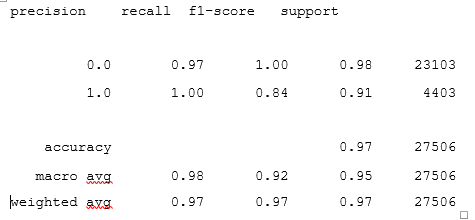 precision recall f1-score support
0.0 0.97 1.00 0.98 23103
1.0 1.00 0.84 0.91 4403
accuracy 0.97 27506
macro avg 0.98 0.92 0.95 27506
weighted avg 0.97 0.97 0.97 27506